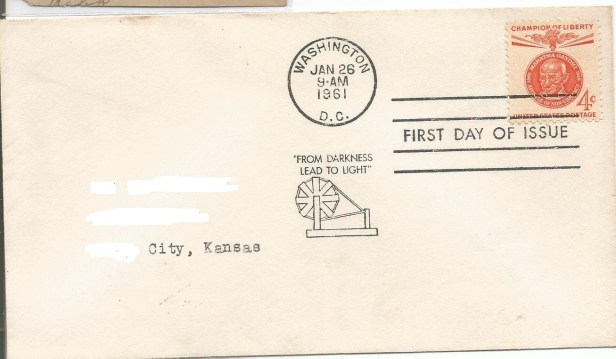 CHAMPION OF LIBERTY
4¢
UNITED STATES POSTAGE
WASHINGTON
JAN 26
9-AM
1961
D.C.
FIRST DAY OF ISSUE
"FROM DARKNESS
LEAD TO LIGHT"
City, Kansas